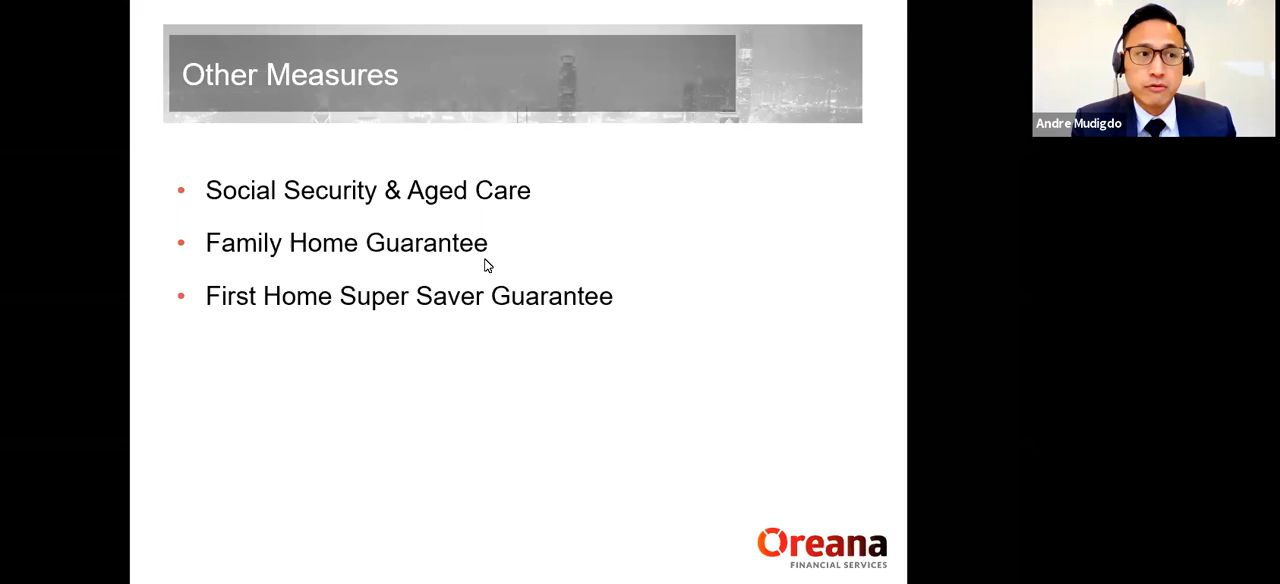 Other Measures
Andre Mudigdo
• Social Security & Aged Care
• Family Home Guarantee
• First Home Super Saver Guarantee
Oreana
FINANCIAL SERVICES